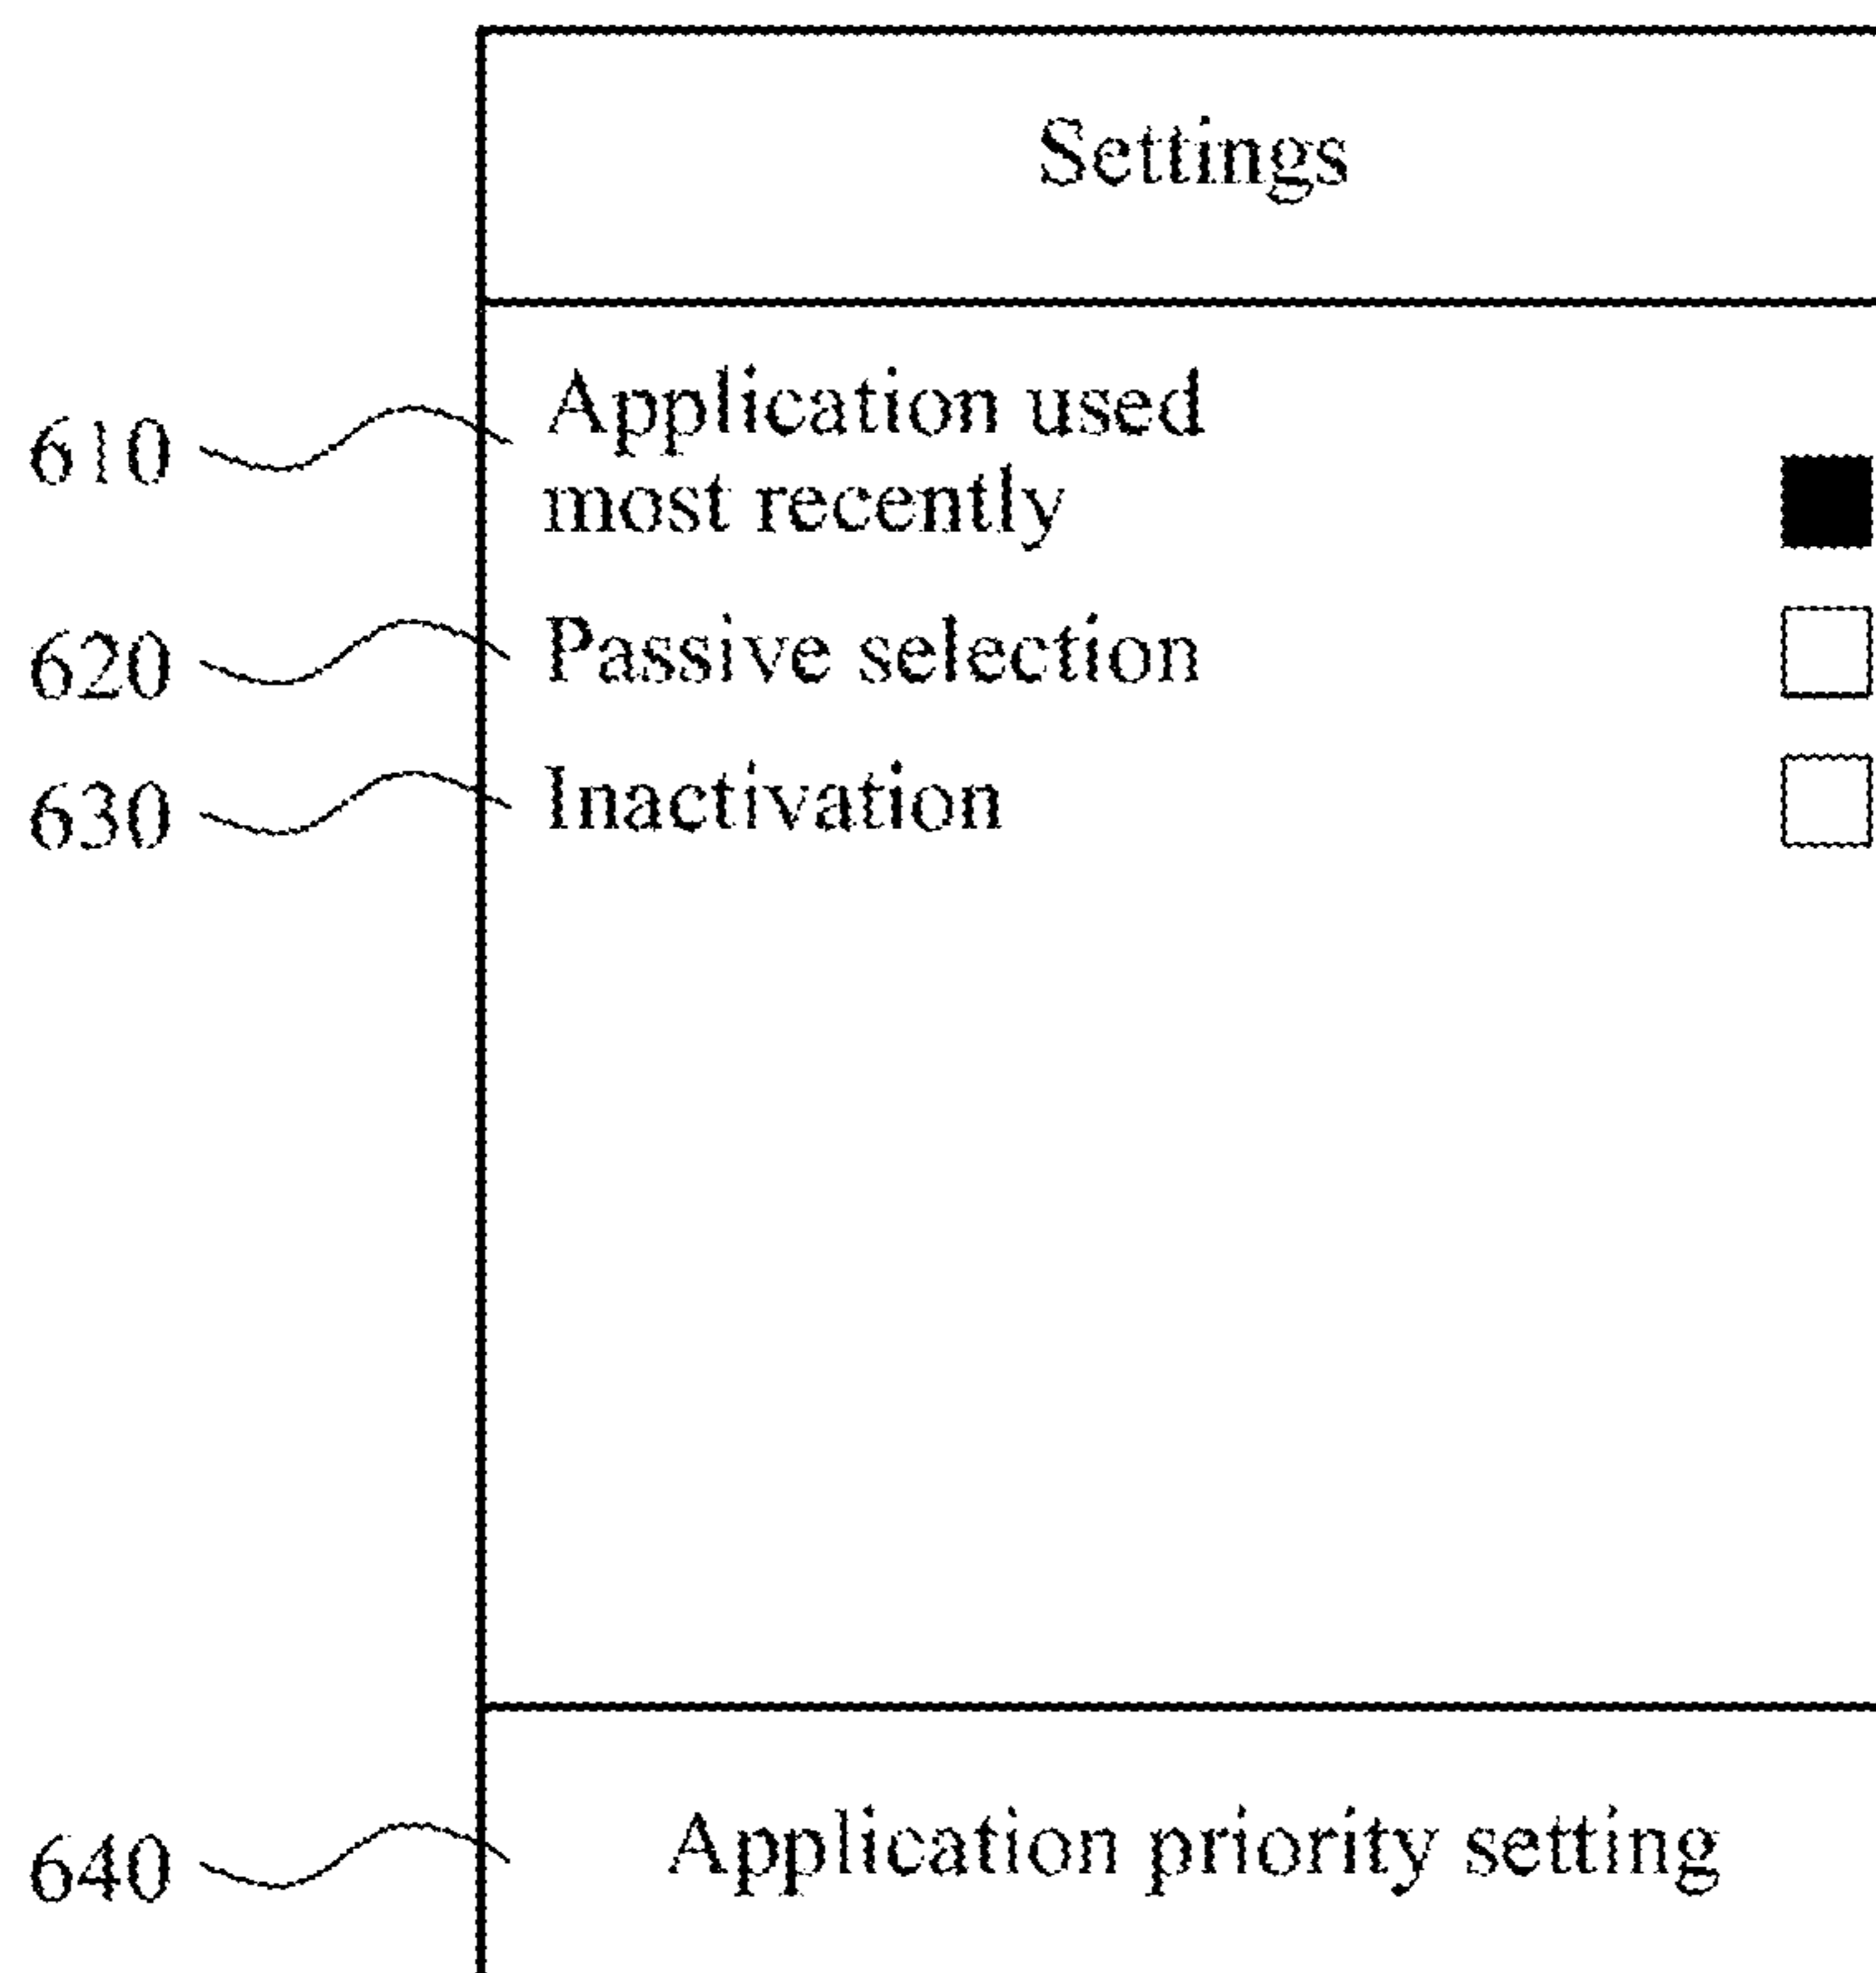 Settings
610
Application used
most recently
620
Passive selection
630
Inactivation
640
Application priority setting